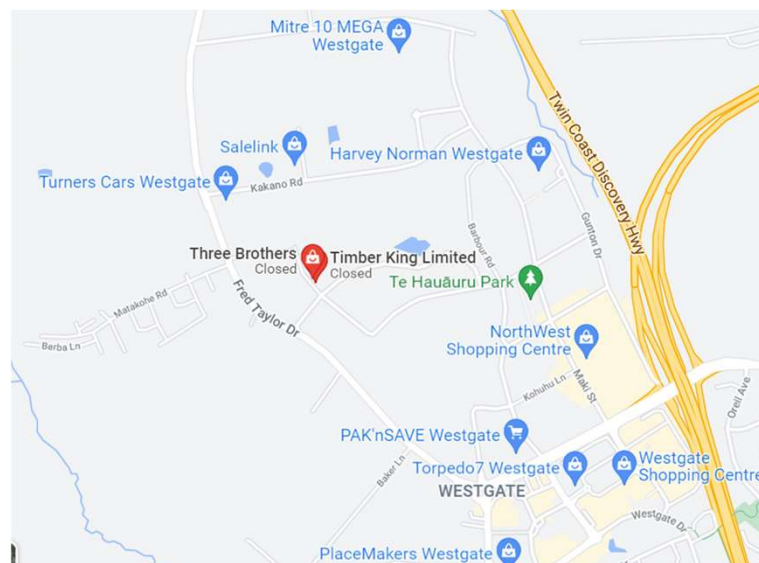 Mitre 10 MEGA
Westgate
Twin Coast Discovery Hwy
Salelink
Harvey Norman Westgate
Turners Cars Westgate
Kakano Rd
Gunton Dr
Barbour Rd
Three Brothers
Closed
Timber King Limited
Closed
Te Hauāuru Park
Matakohe Rd
Fred Taylor Dr
Berba Ln
NorthWest
Shopping Centre
Maki St
Kohuhu Ln
Oreil Ave
PAK'nSAVE Westgate
Baker Ln
Torpedo7 Westgate
Westgate
Shopping Centre
WESTGATE
Westgate Dr
PlaceMakers Westgate